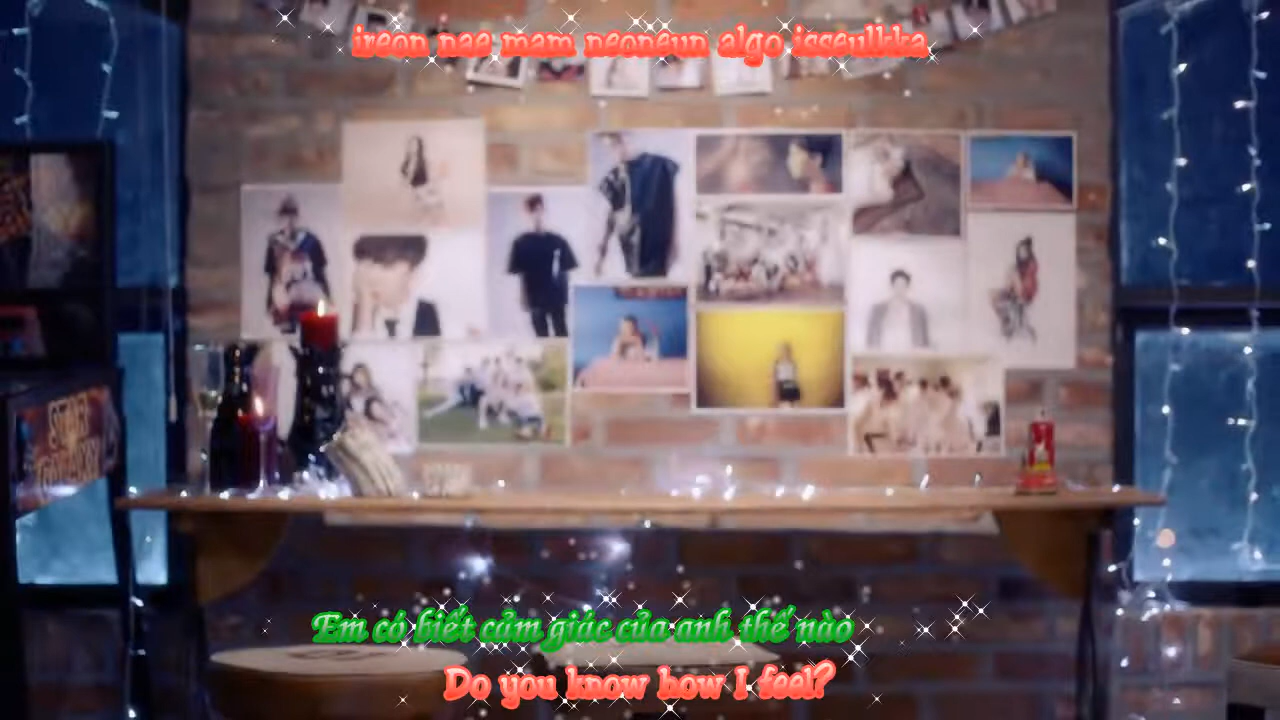 ireon nae mam neoneun algo isseulkka
Em có biết cảm giác của anh thế nào
Do you know how I feel?